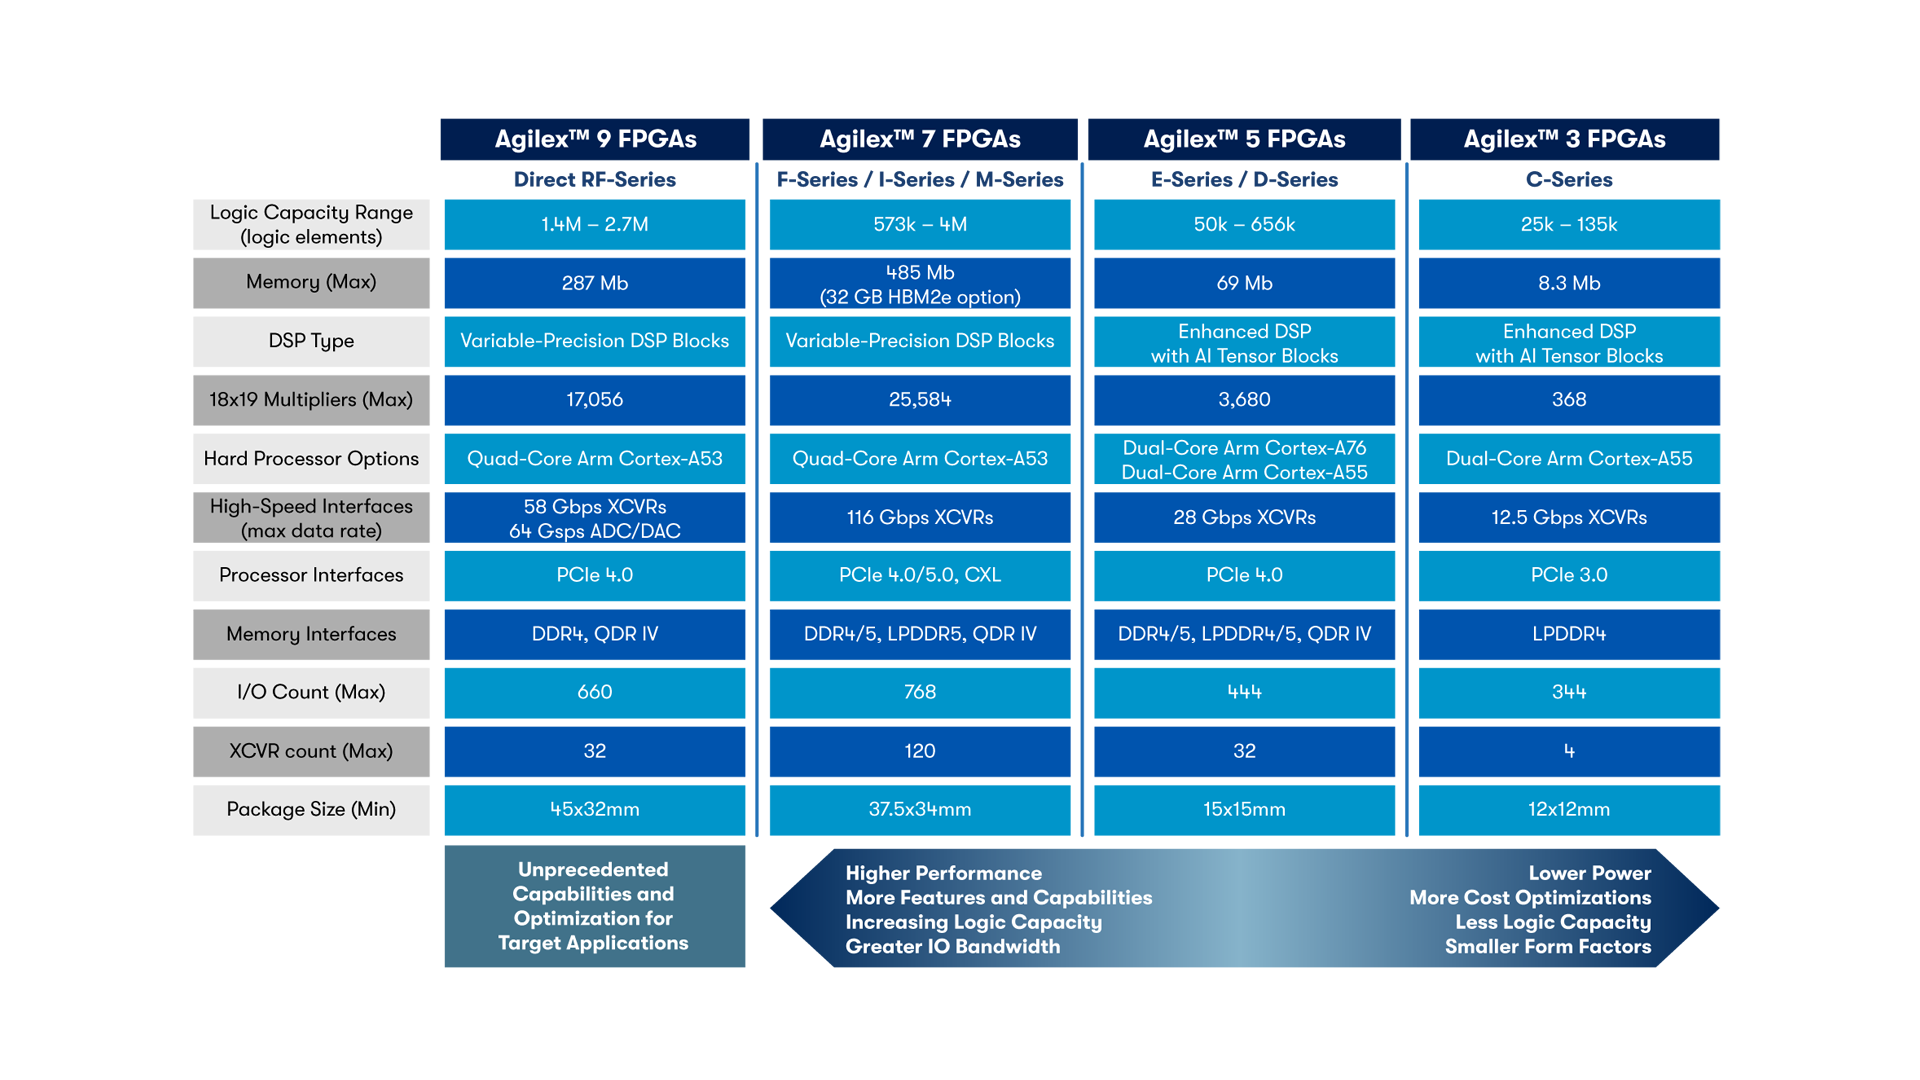 Agilex™ 9 FPGAs
Agilex™ 7 FPGAs
Agilex™ 5 FPGAs
Agilex™ 3 FPGAs
Direct RF-Series
F-Series / I-Series / M-Series
E-Series / D-Series
C-Series
Logic Capacity Range
(logic elements)
1.4M – 2.7M
573k – 4M
50k – 656k
25k – 135k
Memory (Max)
287 Mb
485 Mb
(32 GB HBM2e option)
69 Mb
8.3 Mb
DSP Type
Variable-Precision DSP Blocks
Variable-Precision DSP Blocks
Enhanced DSP
with AI Tensor Blocks
Enhanced DSP
with AI Tensor Blocks
18x19 Multipliers (Max)
17,056
25,584
3,680
368
Hard Processor Options
Quad-Core Arm Cortex-A53
Quad-Core Arm Cortex-A53
Dual-Core Arm Cortex-A76
Dual-Core Arm Cortex-A55
Dual-Core Arm Cortex-A55
High-Speed Interfaces
(max data rate)
58 Gbps XCVRs
64 Gsps ADC/DAC
116 Gbps XCVRs
28 Gbps XCVRs
12.5 Gbps XCVRs
Processor Interfaces
PCIe 4.0
PCIe 4.0/5.0, CXL
PCIe 4.0
PCIe 3.0
Memory Interfaces
DDR4, QDR IV
DDR4/5, LPDDR5, QDR IV
DDR4/5, LPDDR4/5, QDR IV
LPDDR4
I/O Count (Max)
660
768
444
344
XCVR count (Max)
32
120
32
4
Package Size (Min)
45x32mm
37.5x34mm
15x15mm
12x12mm
Unprecedented
Capabilities and
Optimization for
Target Applications
Higher Performance
More Features and Capabilities
Increasing Logic Capacity
Greater IO Bandwidth
Lower Power
More Cost Optimizations
Less Logic Capacity
Smaller Form Factors